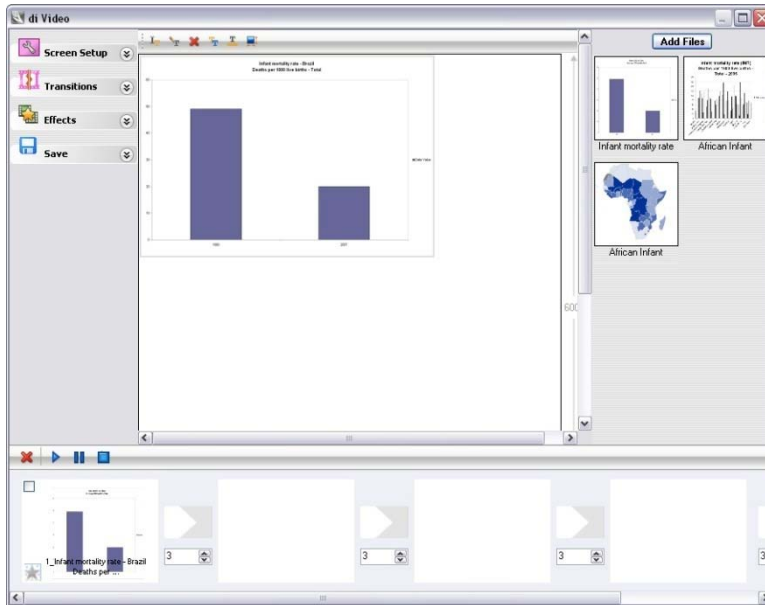 di Video
Screen Setup
Transitions
Effects
Save
Infant mortality rate - Brazil
Deaths per 1000 live births - Total
600
Add Files
Infant mortality rate
African Infant
African Infant
1_Infant mortality rate - Brazil
Deaths per ...
3
3
3
3